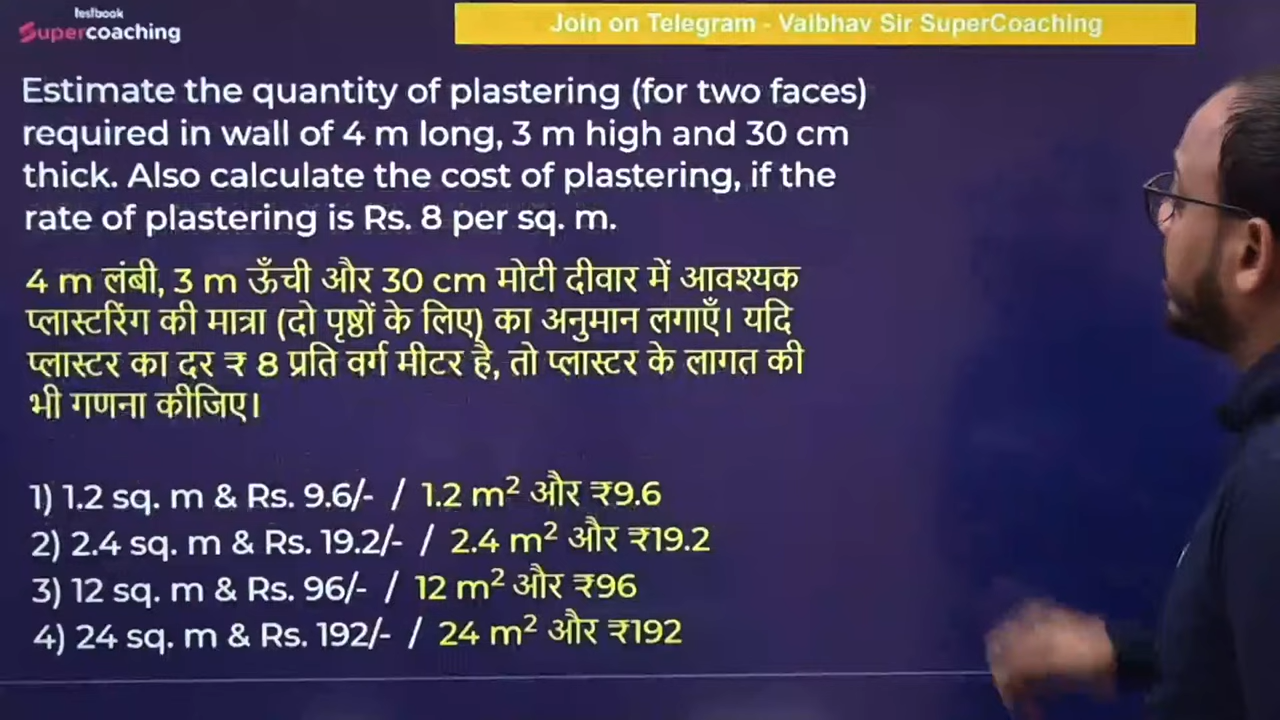 testbook
Supercoaching
Join on Telegram - Vaibhav Sir SuperCoaching
Estimate the quantity of plastering (for two faces)
required in wall of 4 m long, 3 m high and 30 cm
thick. Also calculate the cost of plastering, if the
rate of plastering is Rs. 8 per sq. m.
4 m लंबी, 3 m ऊँची और 30 cm मोटी दीवार में आवश्यक
प्लास्टरिंग की मात्रा (दो पृष्ठों के लिए) का अनुमान लगाएँ। यदि
प्लास्टर का दर ₹ 8 प्रति वर्ग मीटर है, तो प्लास्टर के लागत की
भी गणना कीजिए।
1) 1.2 sq. m & Rs. 9.6/- / 1.2 m² और ₹9.6
2) 2.4 sq. m & Rs. 19.2/- / 2.4 m² और ₹19.2
3) 12 sq. m & Rs. 96/- / 12 m² और ₹96
4) 24 sq. m & Rs. 192/- / 24 m² और ₹192